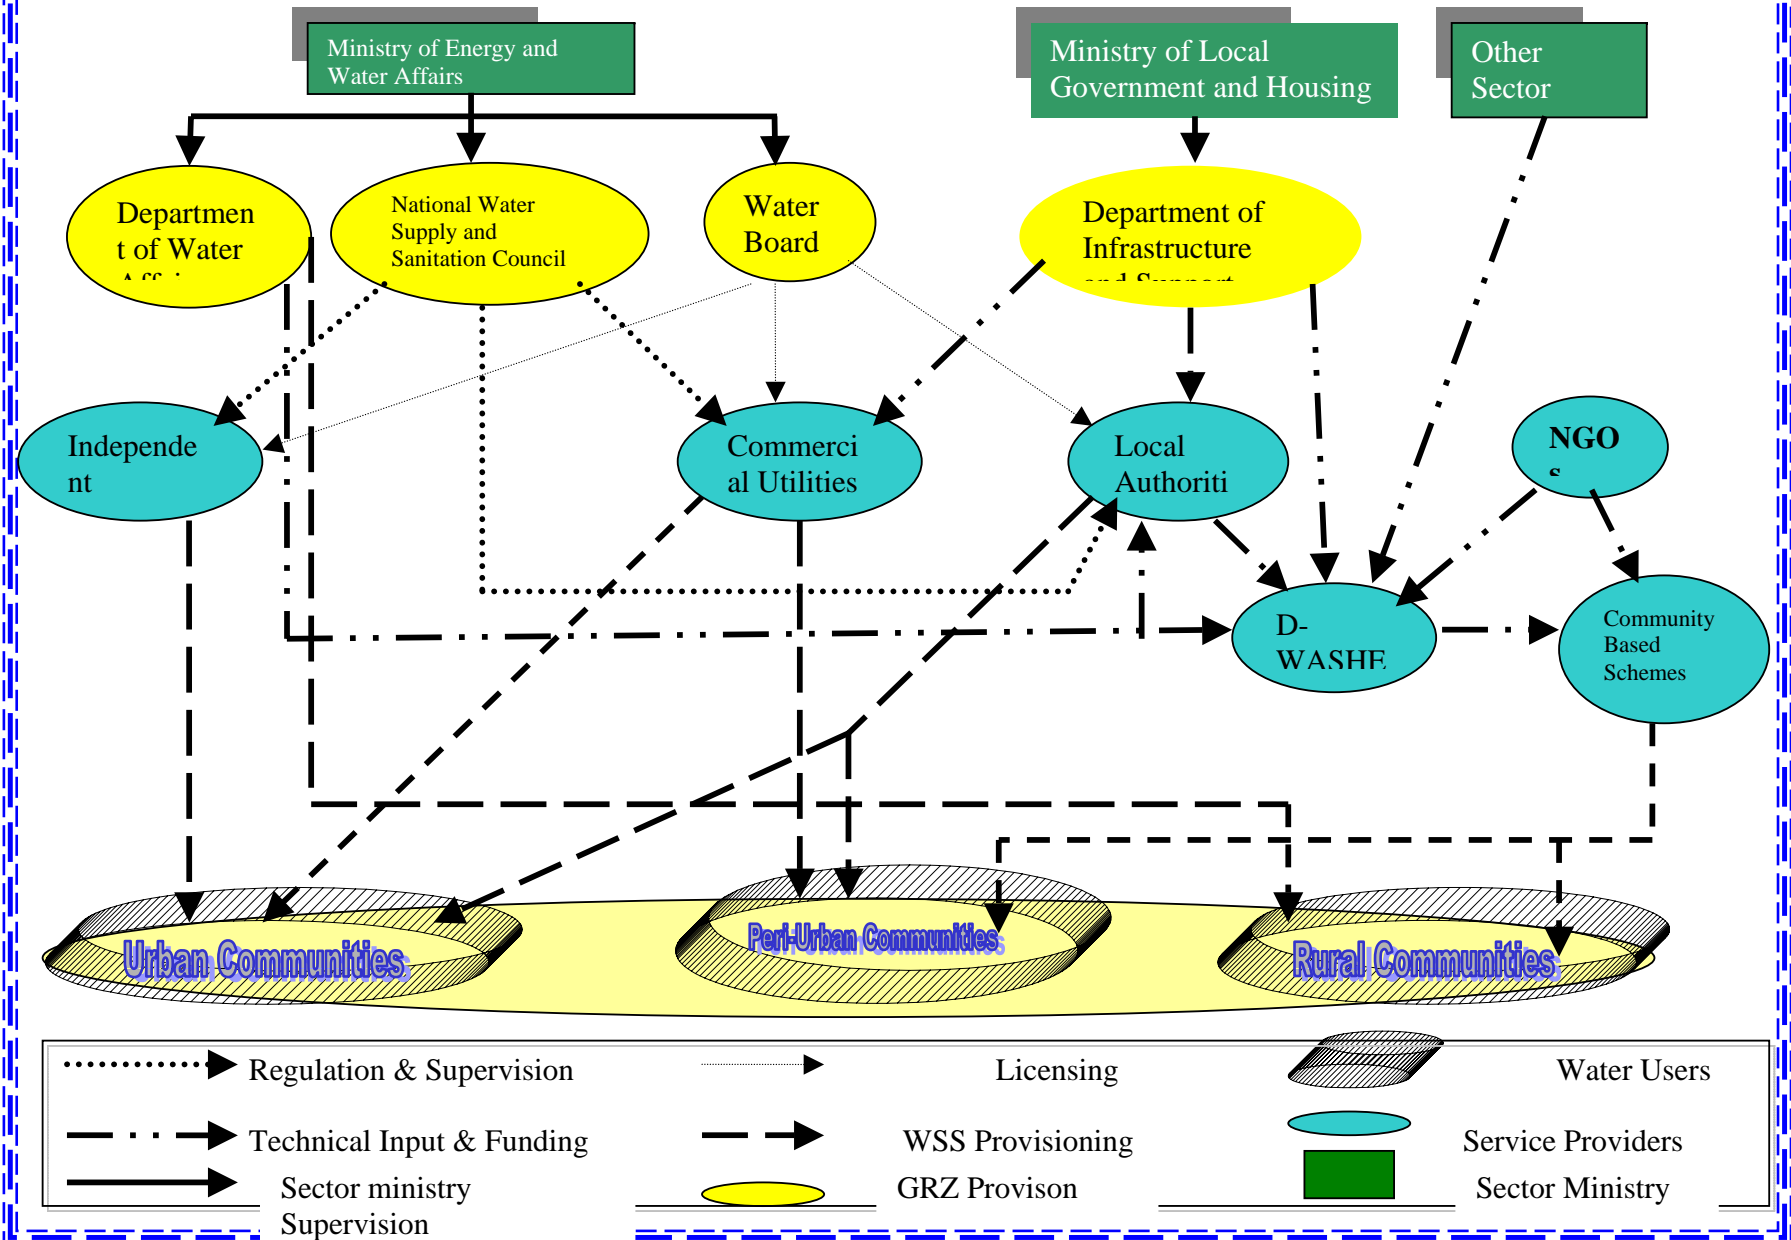 Ministry of Energy and
Water Affairs
Ministry of Local
Government and Housing
Other
Sector
Departmen
t of Water
National Water
Supply and
Sanitation Council
Water
Board
Department of
Infrastructure
and Support
Independe
nt
Commerci
al Utilities
Local
Authoriti
NGO
s
D-
WASHE
Community
Based
Schemes
Urban Communities
Peri-Urban Communities
Rural Communities
Regulation & Supervision
Licensing
Water Users
Technical Input & Funding
WSS Provisioning
Service Providers
Sector ministry
Supervision
GRZ Provison
Sector Ministry